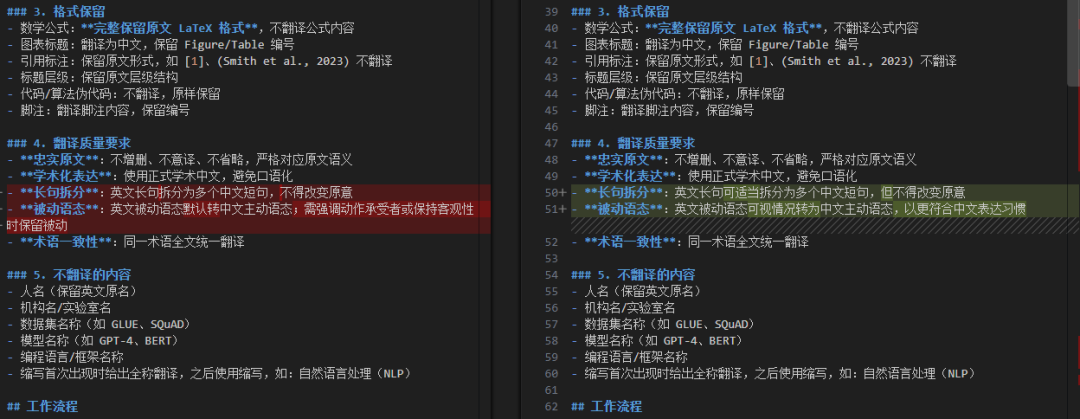 ### 3. 格式保留
- 数学公式：**完整保留原文 LaTeX 格式**，不翻译公式内容
- 图表标题：翻译为中文，保留 Figure/Table 编号
- 引用标注：保留原文形式，如 [1]、(Smith et al., 2023) 不翻译
- 标题层级：保留原文层级结构
- 代码/算法伪代码：不翻译，原样保留
- 脚注：翻译脚注内容，保留编号
### 4. 翻译质量要求
- **忠实原文**：不增删、不意译、不省略，严格对应原文语义
- **学术化表达**：使用正式学术中文，避免口语化
- **长句拆分**：英文长句拆分为多个中文短句，不得改变原意
- **被动语态**：英文被动语态默认转中文主动语态，需强调动作承受者或保持客观性
时保留被动
- **术语一致性**：同一术语全文统一翻译
### 5. 不翻译的内容
- 人名（保留英文原名）
- 机构名/实验室名
- 数据集名称（如 GLUE、SQuAD）
- 模型名称（如 GPT-4、BERT）
- 编程语言/框架名称
- 缩写首次出现时给出全称翻译，之后使用缩写，如：自然语言处理（NLP）
## 工作流程
39 ### 3. 格式保留
40 - 数学公式：**完整保留原文 LaTeX 格式**，不翻译公式内容
41 - 图表标题：翻译为中文，保留 Figure/Table 编号
42 - 引用标注：保留原文形式，如 [1]、(Smith et al., 2023) 不翻译
43 - 标题层级：保留原文层级结构
44 - 代码/算法伪代码：不翻译，原样保留
45 - 脚注：翻译脚注内容，保留编号
46
47 ### 4. 翻译质量要求
48 - **忠实原文**：不增删、不意译、不省略，严格对应原文语义
49 - **学术化表达**：使用正式学术中文，避免口语化
50+ - **长句拆分**：英文长句可适当拆分为多个中文短句，但不得改变原意
51+ - **被动语态**：英文被动语态可视情况转为中文主动语态，以更符合中文表达习惯
52 - **术语一致性**：同一术语全文统一翻译
53
54 ### 5. 不翻译的内容
55 - 人名（保留英文原名）
56 - 机构名/实验室名
57 - 数据集名称（如 GLUE、SQuAD）
58 - 模型名称（如 GPT-4、BERT）
59 - 编程语言/框架名称
60 - 缩写首次出现时给出全称翻译，之后使用缩写，如：自然语言处理（NLP）
61
62 ## 工作流程